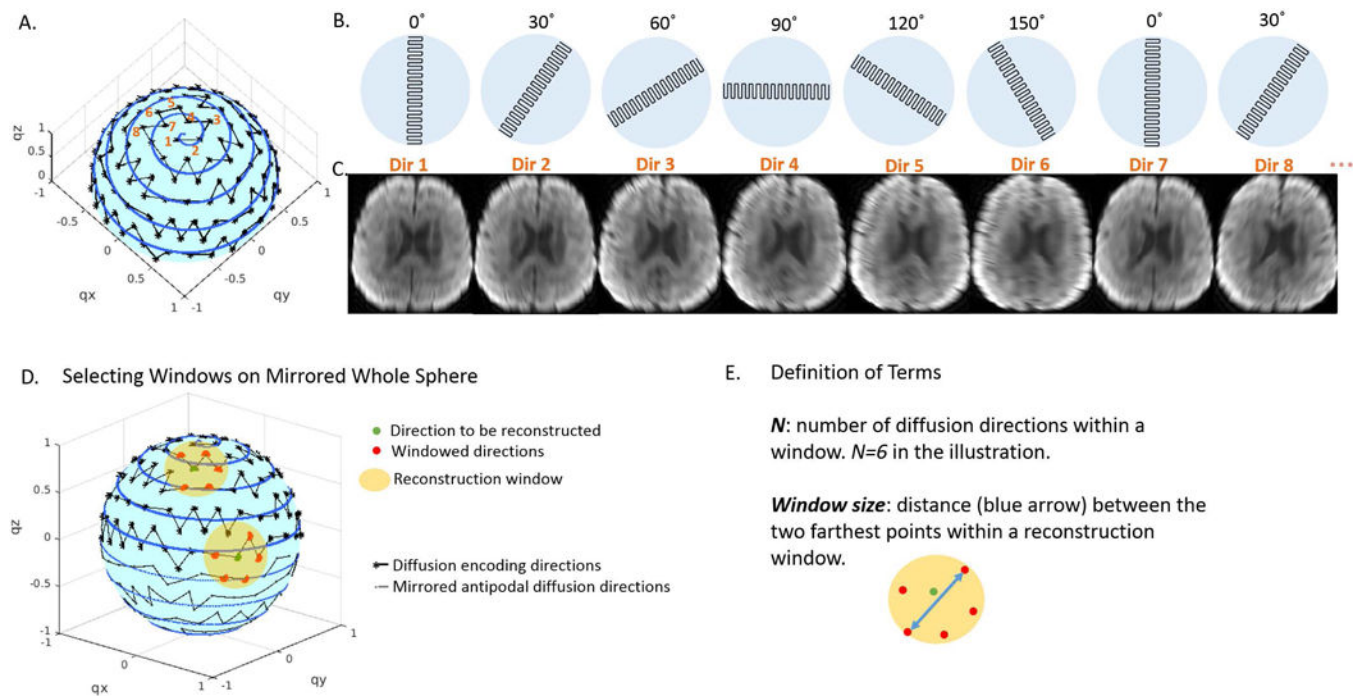 A.
qz
1
0.5
0
-1
-0.5
0
0.5
1
qx
-1
-0.5
0
0.5
1
qy
1
2
3
4
5
6
7
8
B.
0° 30° 60° 90° 120° 150° 0° 30°
C.
Dir 1 Dir 2 Dir 3 Dir 4 Dir 5 Dir 6 Dir 7 Dir 8 ...
D. Selecting Windows on Mirrored Whole Sphere
qz
1
0.5
0
-0.5
-1
-1
0
1
qx
-1
0
1
qy
Direction to be reconstructed
Windowed directions
Reconstruction window
Diffusion encoding directions
Mirrored antipodal diffusion directions
E. Definition of Terms
N: number of diffusion directions within a
window. N=6 in the illustration.
Window size: distance (blue arrow) between the
two farthest points within a reconstruction
window.